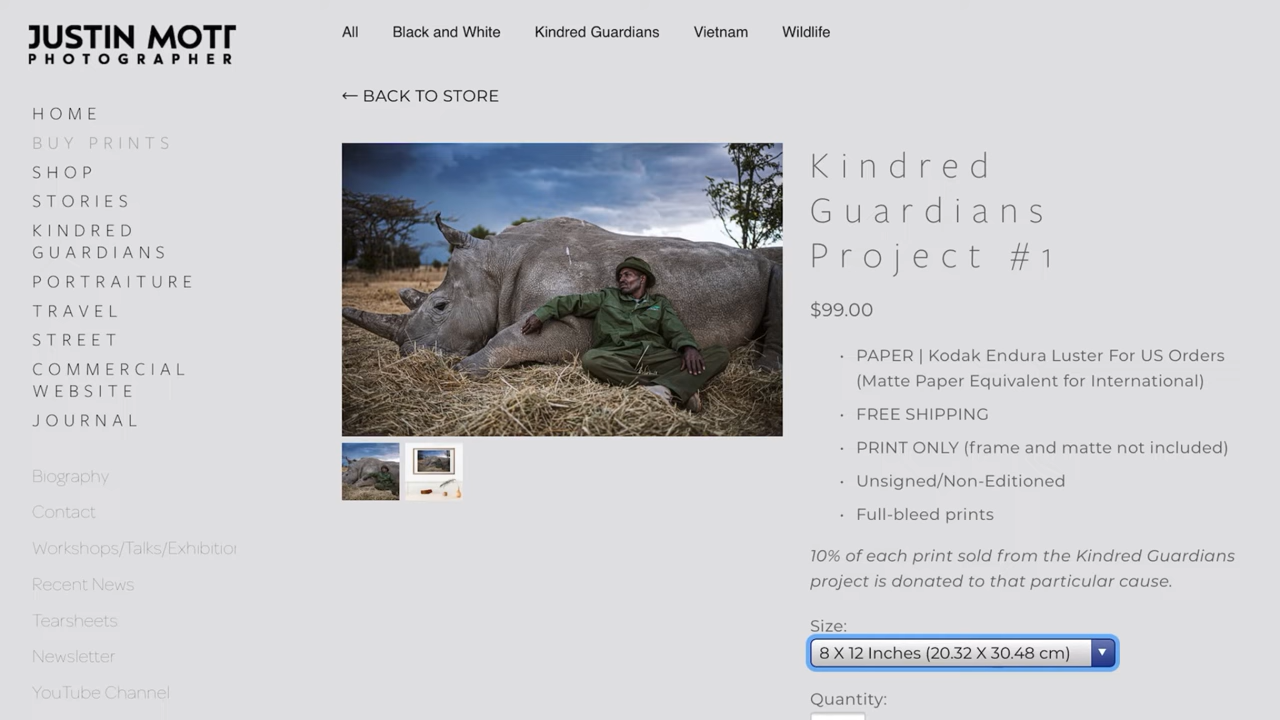 JUSTIN MOTT
PHOTOGRAPHER
HOME
BUY PRINTS
SHOP
STORIES
KINDRED
GUARDIANS
PORTRAITURE
TRAVEL
STREET
COMMERCIAL
WEBSITE
JOURNAL
Biography
Contact
Workshops/Talks/Exhibition
Recent News
Tearsheets
Newsletter
YouTube Channel
All Black and White Kindred Guardians Vietnam Wildlife
← BACK TO STORE
Kindred
Guardians
Project #1
$99.00
• PAPER | Kodak Endura Luster For US Orders
(Matte Paper Equivalent for International)
• FREE SHIPPING
• PRINT ONLY (frame and matte not included)
• Unsigned/Non-Editioned
• Full-bleed prints
10% of each print sold from the Kindred Guardians
project is donated to that particular cause.
Size:
8 X 12 Inches (20.32 X 30.48 cm)
Quantity: